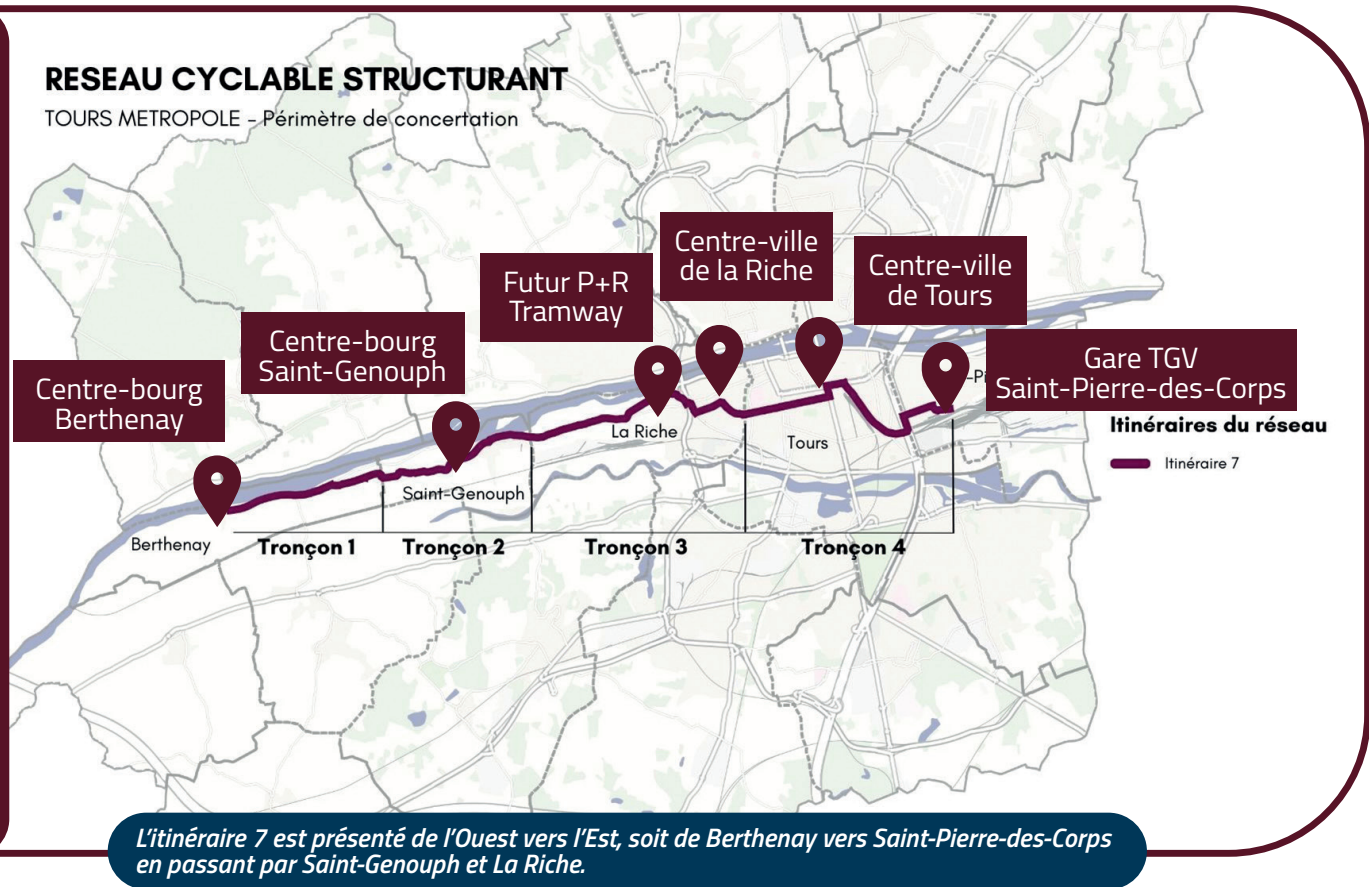 RESEAU CYCLABLE STRUCTURANT
TOURS METROPOLE - Périmètre de concertation
Centre-ville
de la Riche
Centre-ville
de Tours
Futur P+R
Tramway
Centre-bourg
Saint-Genouph
Gare TGV
Saint-Pierre-des-Corps
Centre-bourg
Berthenay
Itinéraires du réseau
Itinéraire 7
La Riche
Tours
Saint-Genouph
Berthenay
Tronçon 1
Tronçon 2
Tronçon 3
Tronçon 4
L'itinéraire 7 est présenté de l'Ouest vers l'Est, soit de Berthenay vers Saint-Pierre-des-Corps
en passant par Saint-Genouph et La Riche.